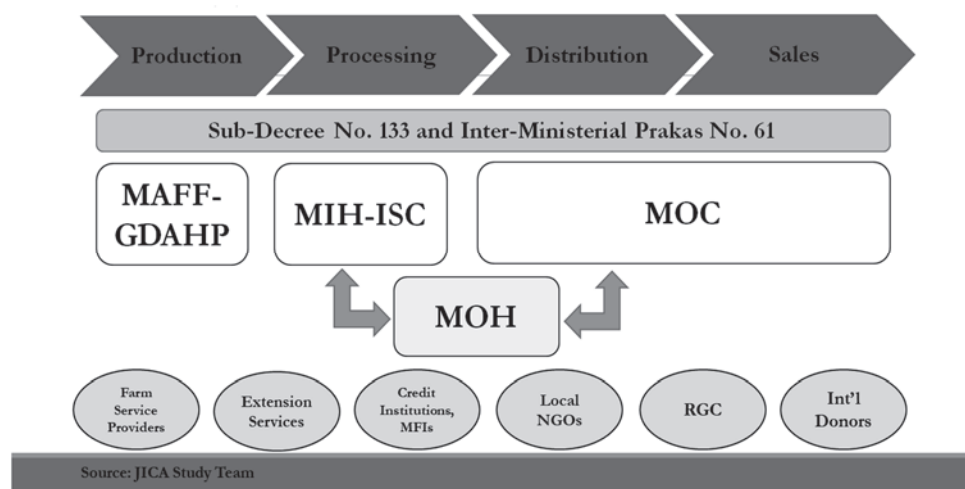 Production
Processing
Distribution
Sales
Sub-Decree No. 133 and Inter-Ministerial Prakas No. 61
MAFF-
GDAHP
MIH-ISC
MOC
MOH
Farm
Service
Providers
Extension
Services
Credit
Institutions,
MFIs
Local
NGOs
RGC
Int'l
Donors
Source: JICA Study Team